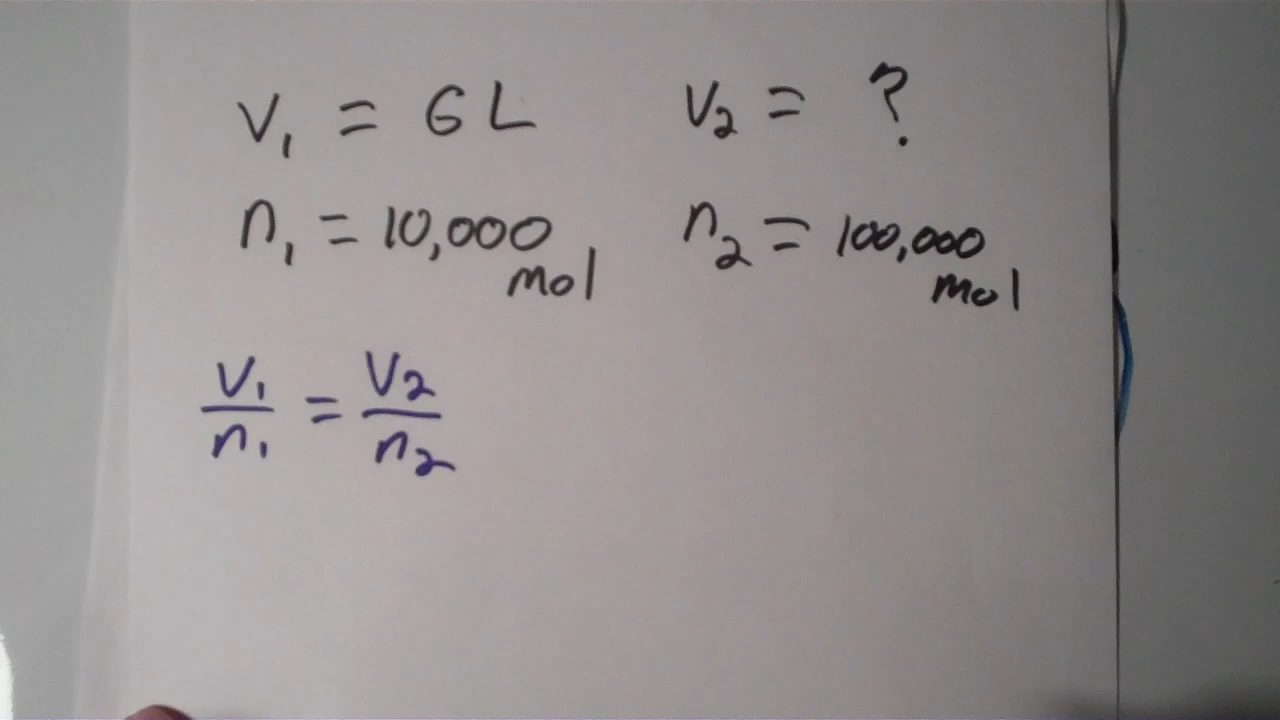 V₁ = 6 L V₂ = ?
n₁ = 10,000 mol n₂ = 100,000 mol
V₁/n₁ = V₂/n₂